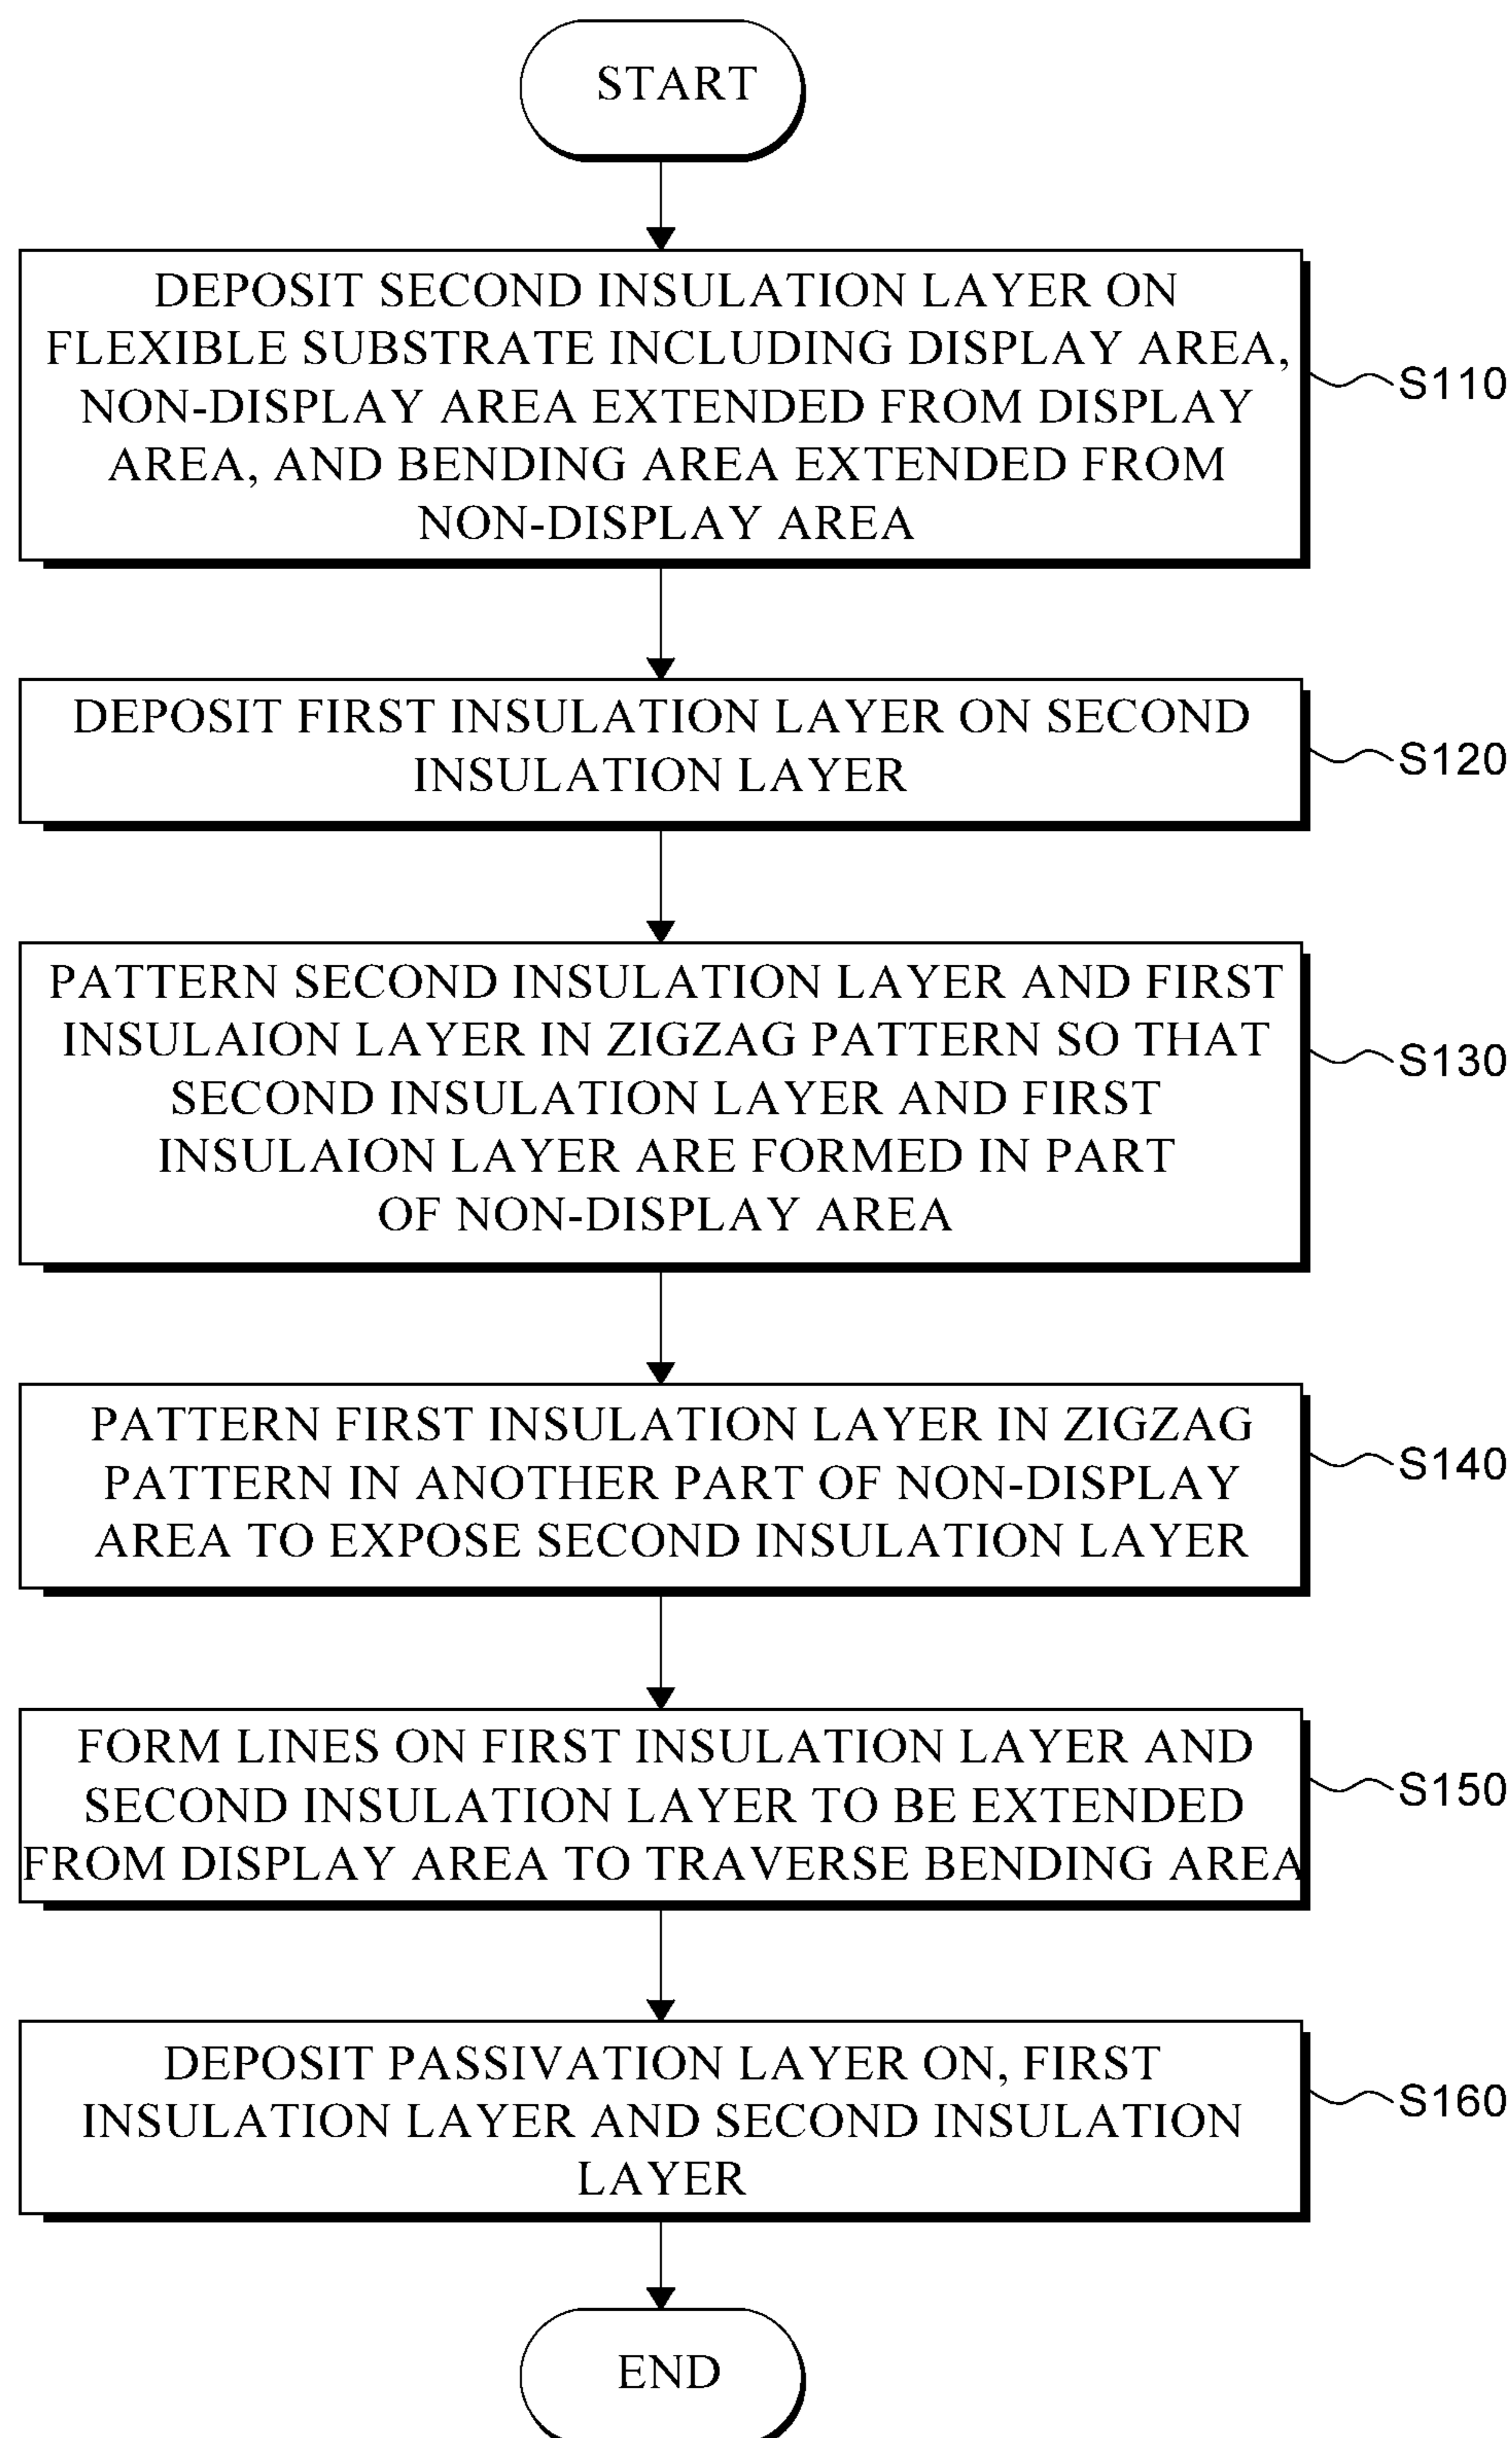 START
DEPOSIT SECOND INSULATION LAYER ON
FLEXIBLE SUBSTRATE INCLUDING DISPLAY AREA,
NON-DISPLAY AREA EXTENDED FROM DISPLAY
AREA, AND BENDING AREA EXTENDED FROM
NON-DISPLAY AREA
S110
DEPOSIT FIRST INSULATION LAYER ON SECOND
INSULATION LAYER
S120
PATTERN SECOND INSULATION LAYER AND FIRST
INSULAION LAYER IN ZIGZAG PATTERN SO THAT
SECOND INSULATION LAYER AND FIRST
INSULAION LAYER ARE FORMED IN PART
OF NON-DISPLAY AREA
S130
PATTERN FIRST INSULATION LAYER IN ZIGZAG
PATTERN IN ANOTHER PART OF NON-DISPLAY
AREA TO EXPOSE SECOND INSULATION LAYER
S140
FORM LINES ON FIRST INSULATION LAYER AND
SECOND INSULATION LAYER TO BE EXTENDED
FROM DISPLAY AREA TO TRAVERSE BENDING AREA
S150
DEPOSIT PASSIVATION LAYER ON, FIRST
INSULATION LAYER AND SECOND INSULATION
LAYER
S160
END